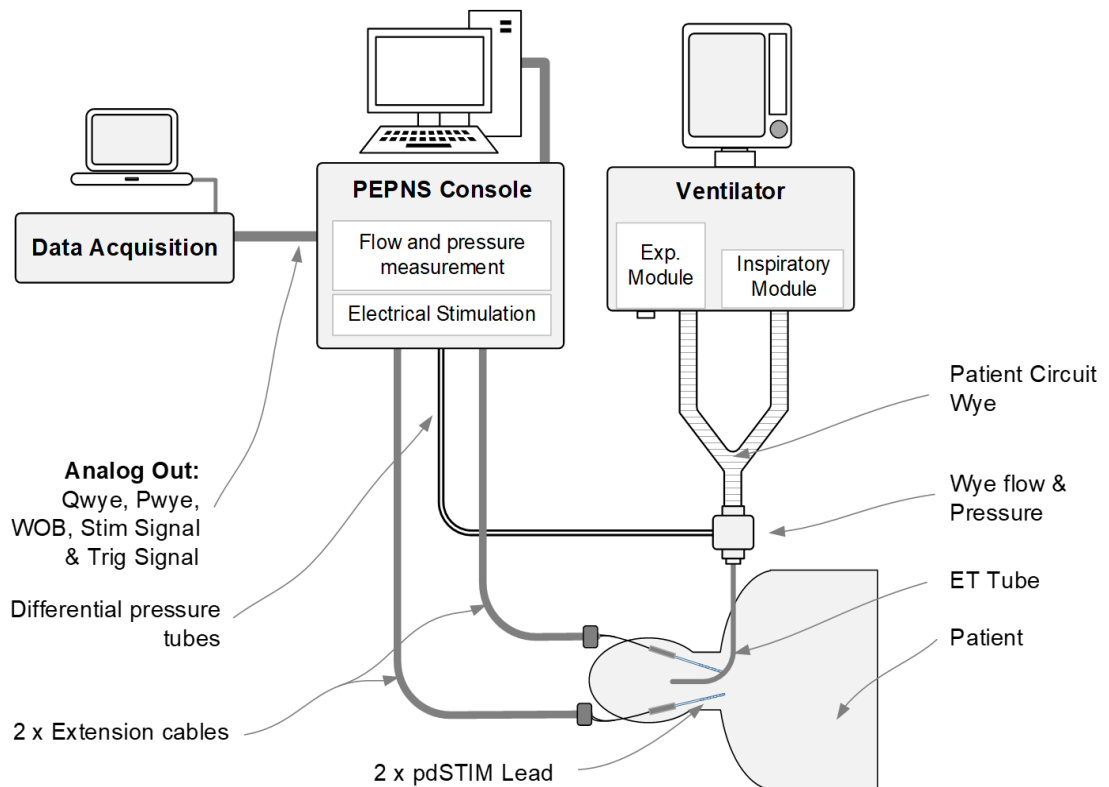 PEPNS Console
Flow and pressure
measurement
Electrical Stimulation
Data Acquisition
Ventilator
Exp.
Module
Inspiratory
Module
Analog Out:
Qwye, Pwye,
WOB, Stim Signal
& Trig Signal
Differential pressure
tubes
2 x Extension cables
2 x pdSTIM Lead
Patient Circuit
Wye
Wye flow &
Pressure
ET Tube
Patient